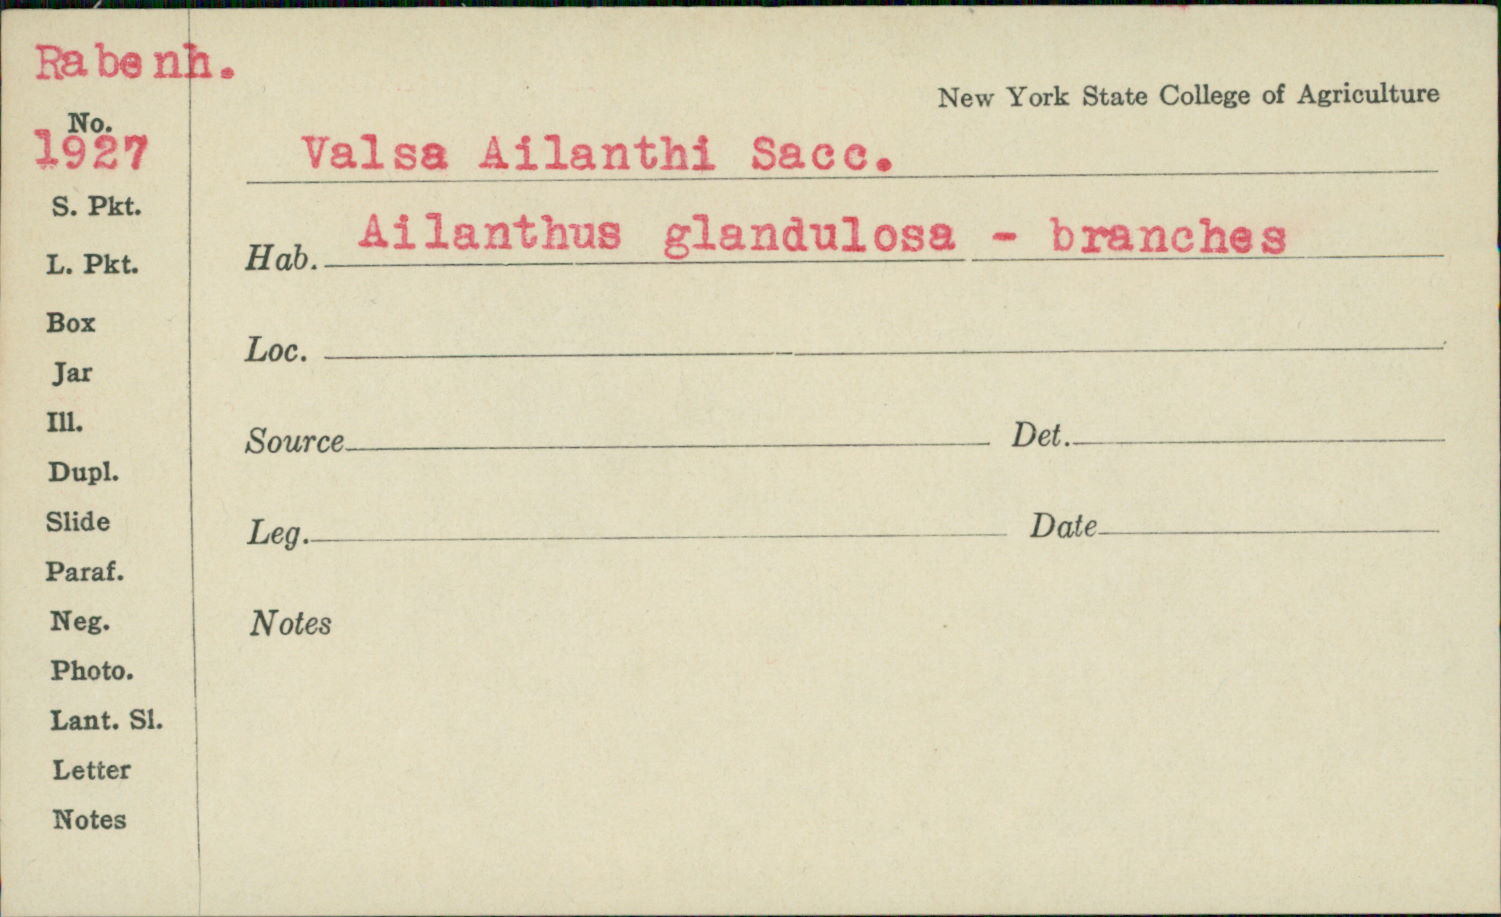 Rabenh.
New York State College of Agriculture
No.
1927
Valsa Ailanthi Sacc.
S. Pkt.
Hab. Ailanthus glandulosa - branches
L. Pkt.
Box
Loc.
Jar
Ill.
Source Det.
Dupl.
Slide
Leg. Date
Paraf.
Neg.
Notes
Photo.
Lant. Sl.
Letter
Notes